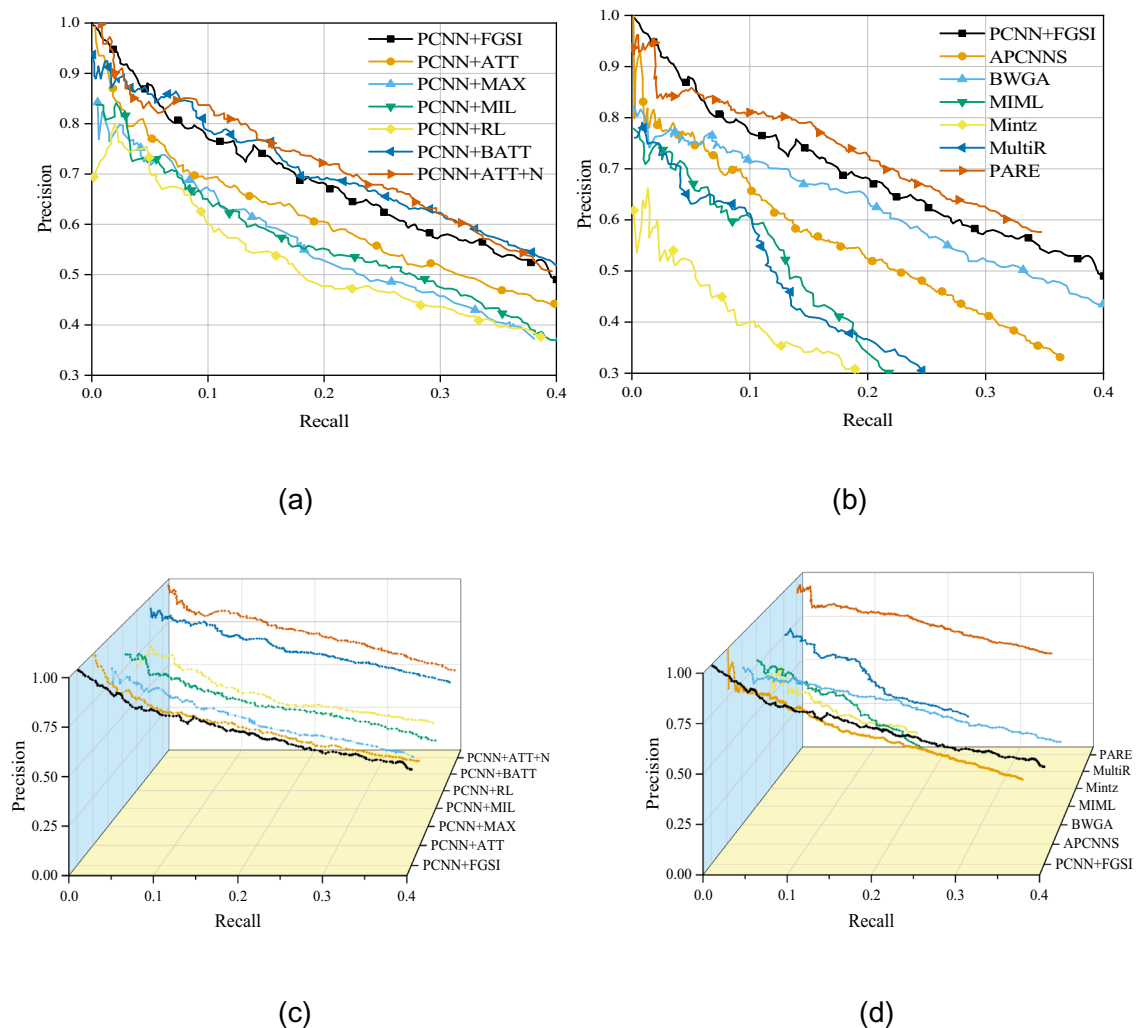 1.0
0.9
0.8
0.7
0.6
0.5
0.4
0.3
Precision
0.0
0.1
0.2
0.3
0.4
Recall
PCNN+FGSI
PCNN+ATT
PCNN+MAX
PCNN+MIL
PCNN+RL
PCNN+BATT
PCNN+ATT+N
(a)
1.0
0.9
0.8
0.7
0.6
0.5
0.4
0.3
Precision
0.0
0.1
0.2
0.3
0.4
Recall
PCNN+FGSI
APCNNS
BWGA
MIML
Mintz
MultiR
PARE
(b)
1.00
0.75
0.50
0.25
0.00
Precision
0.0
0.1
0.2
0.3
0.4
Recall
PCNN+ATT+N
PCNN+BATT
PCNN+RL
PCNN+MIL
PCNN+MAX
PCNN+ATT
PCNN+FGSI
(c)
1.00
0.75
0.50
0.25
0.00
Precision
0.0
0.1
0.2
0.3
0.4
Recall
PARE
MultiR
Mintz
MIML
BWGA
APCNNS
PCNN+FGSI
(d)